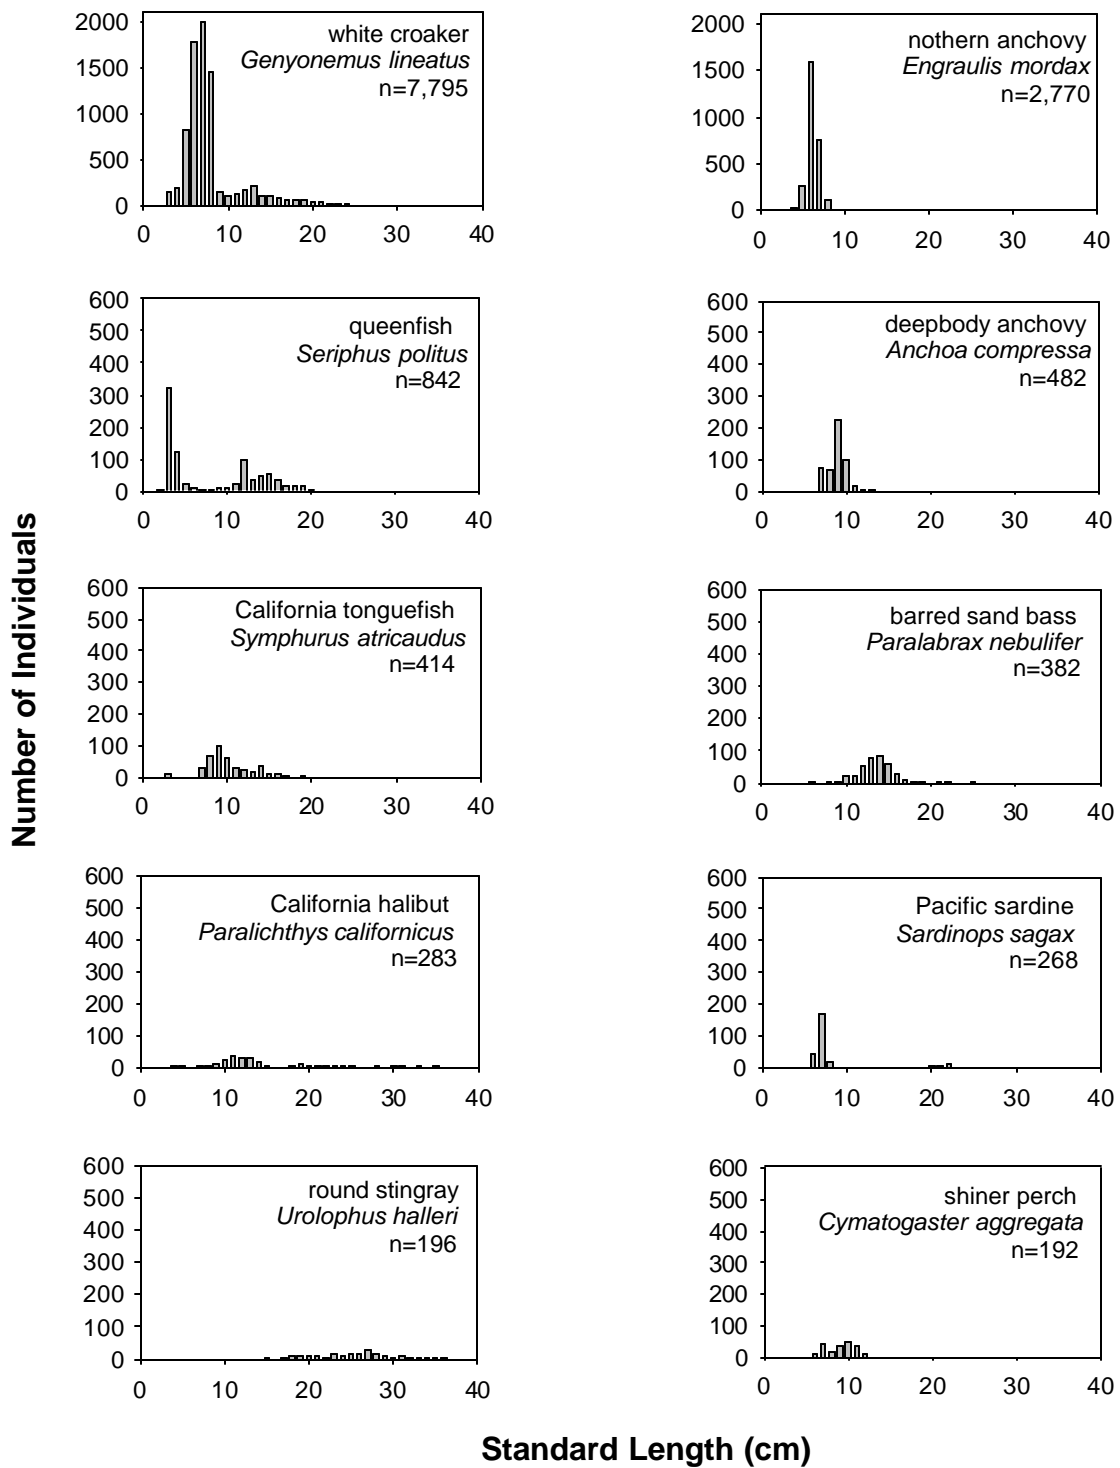 white croaker
Genyonemus lineatus
n=7,795
2000
1500
1000
500
0
0 10 20 30 40
nothern anchovy
Engraulis mordax
n=2,770
2000
1500
1000
500
0
0 10 20 30 40
queenfish
Seriphus politus
n=842
600
500
400
300
200
100
0
0 10 20 30 40
deepbody anchovy
Anchoa compressa
n=482
600
500
400
300
200
100
0
0 10 20 30 40
California tonguefish
Symphurus atricaudus
n=414
600
500
400
300
200
100
0
0 10 20 30 40
barred sand bass
Paralabrax nebulifer
n=382
600
500
400
300
200
100
0
0 10 20 30 40
California halibut
Paralichthys californicus
n=283
600
500
400
300
200
100
0
0 10 20 30 40
Pacific sardine
Sardinops sagax
n=268
600
500
400
300
200
100
0
0 10 20 30 40
round stingray
Urolophus halleri
n=196
600
500
400
300
200
100
0
0 10 20 30 40
shiner perch
Cymatogaster aggregata
n=192
600
500
400
300
200
100
0
0 10 20 30 40
Number of Individuals
Standard Length (cm)